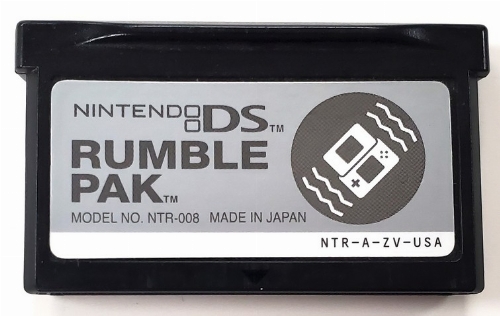 NINTENDO DS™
RUMBLE
PAK™
MODEL NO. NTR-008 MADE IN JAPAN
NTR-A-ZV-USA